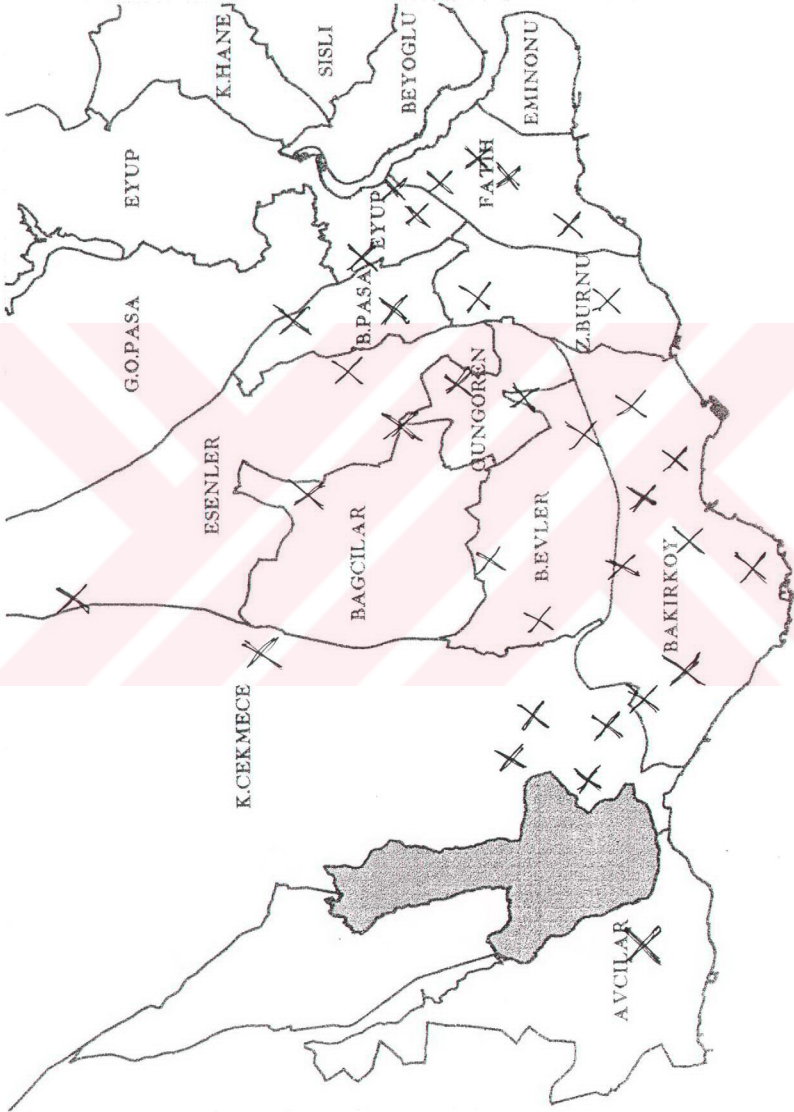 K.HANE
SISLI
BEYOGLU
EMINONU
EYUP
FATIH
EYUP
G.O.PASA
B.PASA
Z.BURNU
GUNGOREN
ESENLER
BAGCILAR
B.EVLER
BAKIRKOY
K.CEKMECE
AVCILAR